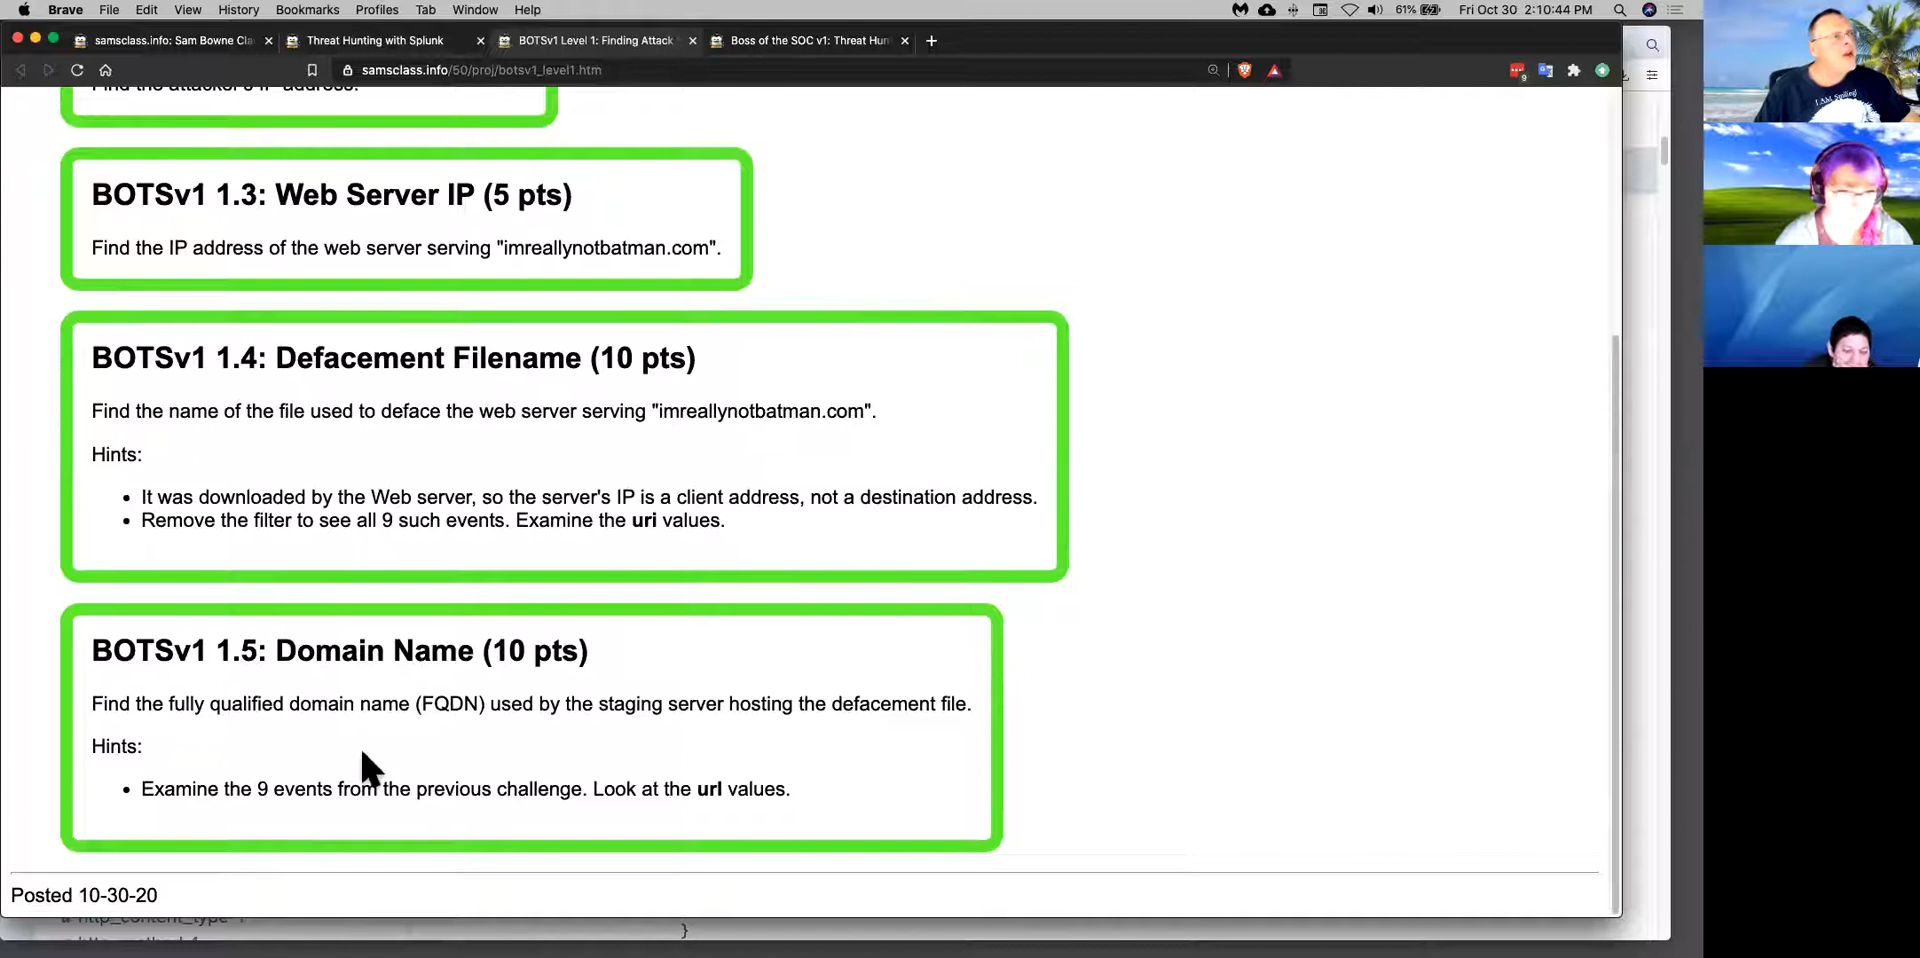 Brave File Edit View History Bookmarks Profiles Tab Window Help 61% Fri Oct 30 2:10:44 PM
samsclass.info: Sam Bowne Cla Threat Hunting with Splunk BOTSv1 Level 1: Finding Attack Boss of the SOC v1: Threat Hun
samsclass.info/50/proj/botsv1_level1.htm
Find the attacker's IP address.
BOTSv1 1.3: Web Server IP (5 pts)
Find the IP address of the web server serving "imreallynotbatman.com".
BOTSv1 1.4: Defacement Filename (10 pts)
Find the name of the file used to deface the web server serving "imreallynotbatman.com".
Hints:
• It was downloaded by the Web server, so the server's IP is a client address, not a destination address.
• Remove the filter to see all 9 such events. Examine the uri values.
BOTSv1 1.5: Domain Name (10 pts)
Find the fully qualified domain name (FQDN) used by the staging server hosting the defacement file.
Hints:
• Examine the 9 events from the previous challenge. Look at the url values.
Posted 10-30-20
}
I AM Smiling!